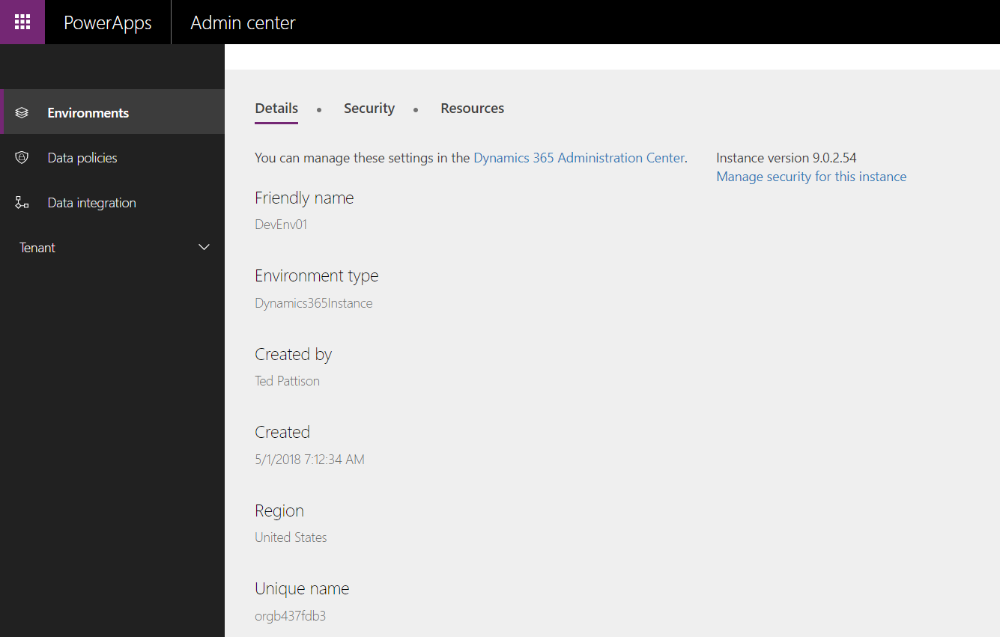 PowerApps
Admin center
Environments
Data policies
Data integration
Tenant
Details • Security • Resources
You can manage these settings in the Dynamics 365 Administration Center.
Instance version 9.0.2.54
Manage security for this instance
Friendly name
DevEnv01
Environment type
Dynamics365Instance
Created by
Ted Pattison
Created
5/1/2018 7:12:34 AM
Region
United States
Unique name
orgb437fdb3